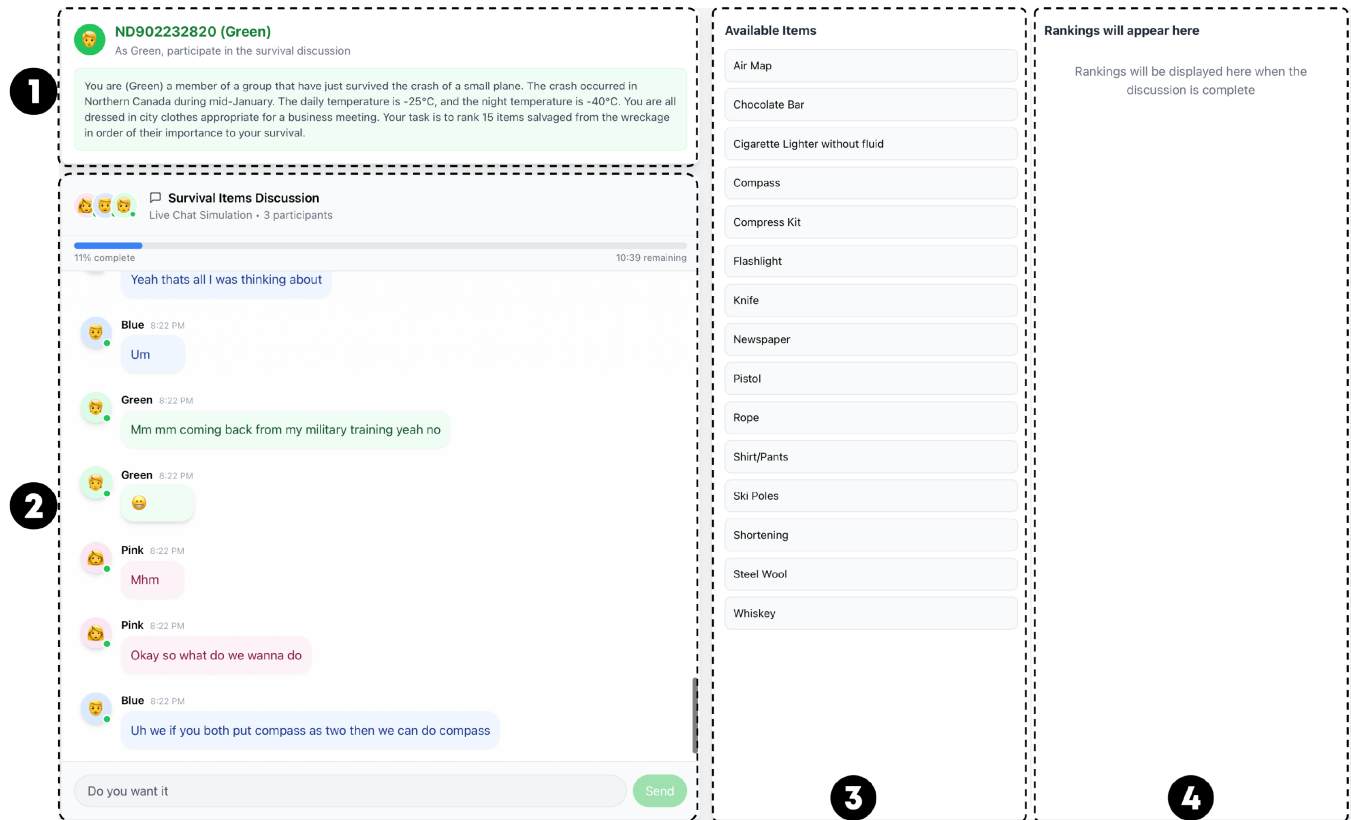 1
ND902232820 (Green)
As Green, participate in the survival discussion
You are (Green) a member of a group that have just survived the crash of a small plane. The crash occurred in
Northern Canada during mid-January. The daily temperature is -25°C, and the night temperature is -40°C. You are all
dressed in city clothes appropriate for a business meeting. Your task is to rank 15 items salvaged from the wreckage
in order of their importance to your survival.
2
Survival Items Discussion
Live Chat Simulation • 3 participants
11% complete
10:39 remaining
Yeah thats all I was thinking about
Blue 8:22 PM
Um
Green 8:22 PM
Mm mm coming back from my military training yeah no
Green 8:22 PM
😁
Pink 8:22 PM
Mhm
Pink 8:22 PM
Okay so what do we wanna do
Blue 8:22 PM
Uh we if you both put compass as two then we can do compass
Do you want it
Send
Available Items
Air Map
Chocolate Bar
Cigarette Lighter without fluid
Compass
Compress Kit
Flashlight
Knife
Newspaper
Pistol
Rope
Shirt/Pants
Ski Poles
Shortening
Steel Wool
Whiskey
3
Rankings will appear here
Rankings will be displayed here when the
discussion is complete
4